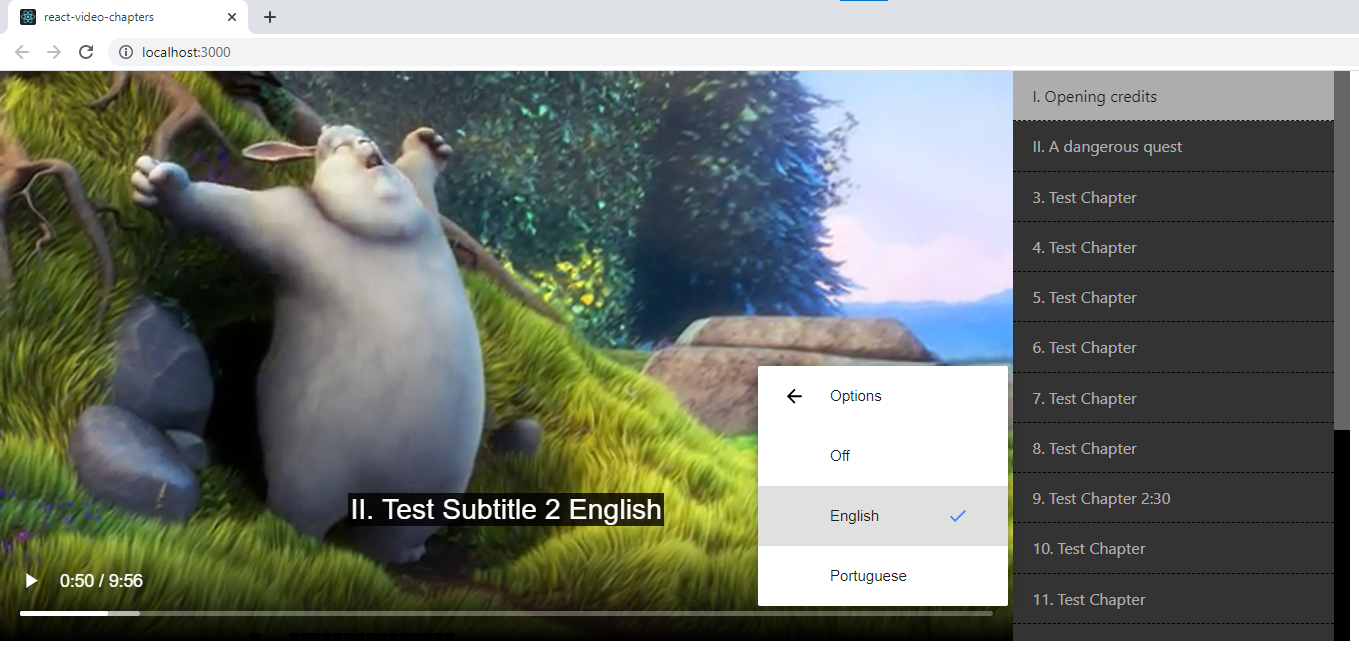 react-video-chapters
localhost:3000
II. Test Subtitle 2 English
0:50 / 9:56
Options
Off
English
Portuguese
I. Opening credits
II. A dangerous quest
3. Test Chapter
4. Test Chapter
5. Test Chapter
6. Test Chapter
7. Test Chapter
8. Test Chapter
9. Test Chapter 2:30
10. Test Chapter
11. Test Chapter